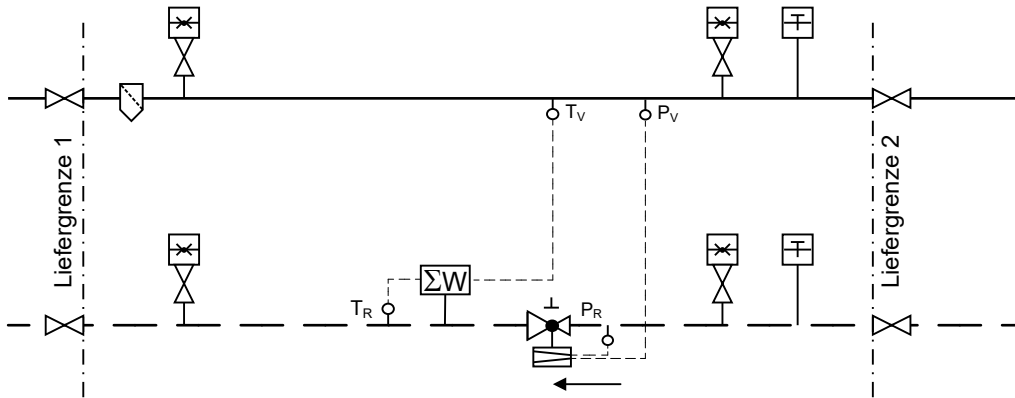 T
T_V
P_V
Liefergrenze 1
Liefergrenze 2
T
ΣW
T_R
P_R